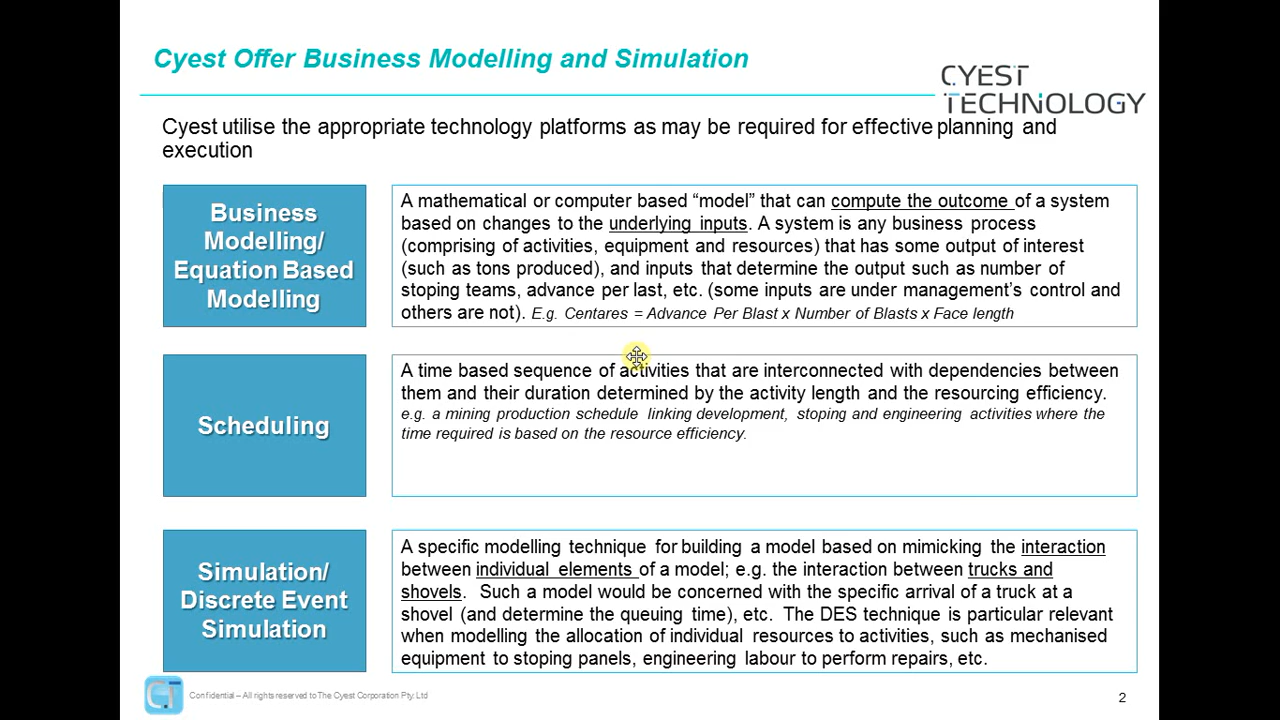 Cyest Offer Business Modelling and Simulation
CYEST
TECHNOLOGY
Cyest utilise the appropriate technology platforms as may be required for effective planning and
execution
Business
Modelling/
Equation Based
Modelling
A mathematical or computer based “model” that can compute the outcome of a system
based on changes to the underlying inputs. A system is any business process
(comprising of activities, equipment and resources) that has some output of interest
(such as tons produced), and inputs that determine the output such as number of
stoping teams, advance per last, etc. (some inputs are under management’s control and
others are not). E.g. Centares = Advance Per Blast x Number of Blasts x Face length
Scheduling
A time based sequence of activities that are interconnected with dependencies between
them and their duration determined by the activity length and the resourcing efficiency.
e.g. a mining production schedule linking development, stoping and engineering activities where the
time required is based on the resource efficiency.
Simulation/
Discrete Event
Simulation
A specific modelling technique for building a model based on mimicking the interaction
between individual elements of a model; e.g. the interaction between trucks and
shovels. Such a model would be concerned with the specific arrival of a truck at a
shovel (and determine the queuing time), etc. The DES technique is particular relevant
when modelling the allocation of individual resources to activities, such as mechanised
equipment to stoping panels, engineering labour to perform repairs, etc.
CT
Confidential – All rights reserved to The Cyest Corporation Pty Ltd
2